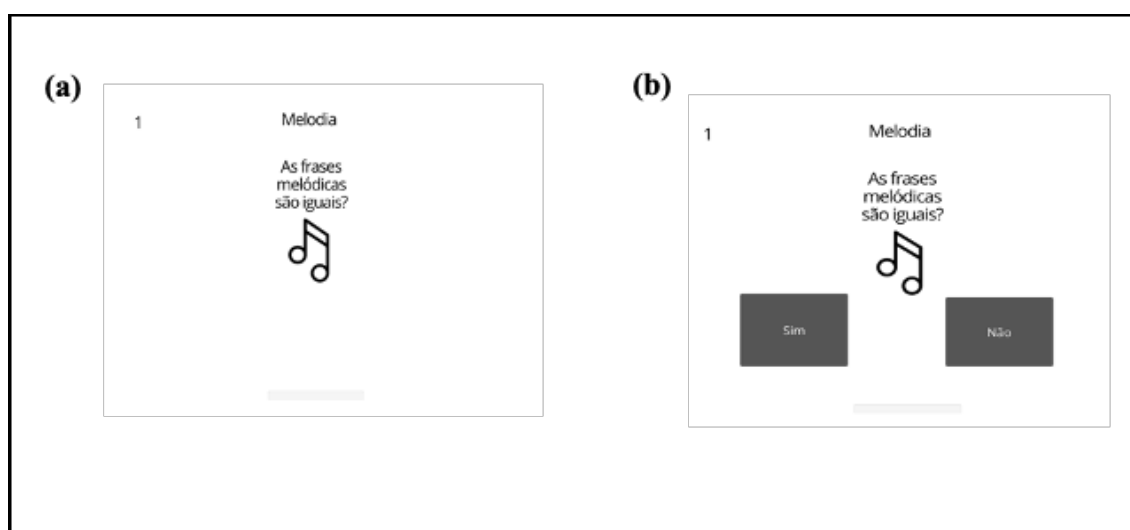 (a)
1
Melodia
As frases
melódicas
são iguais?
(b)
1
Melodia
As frases
melódicas
são iguais?
Sim
Não